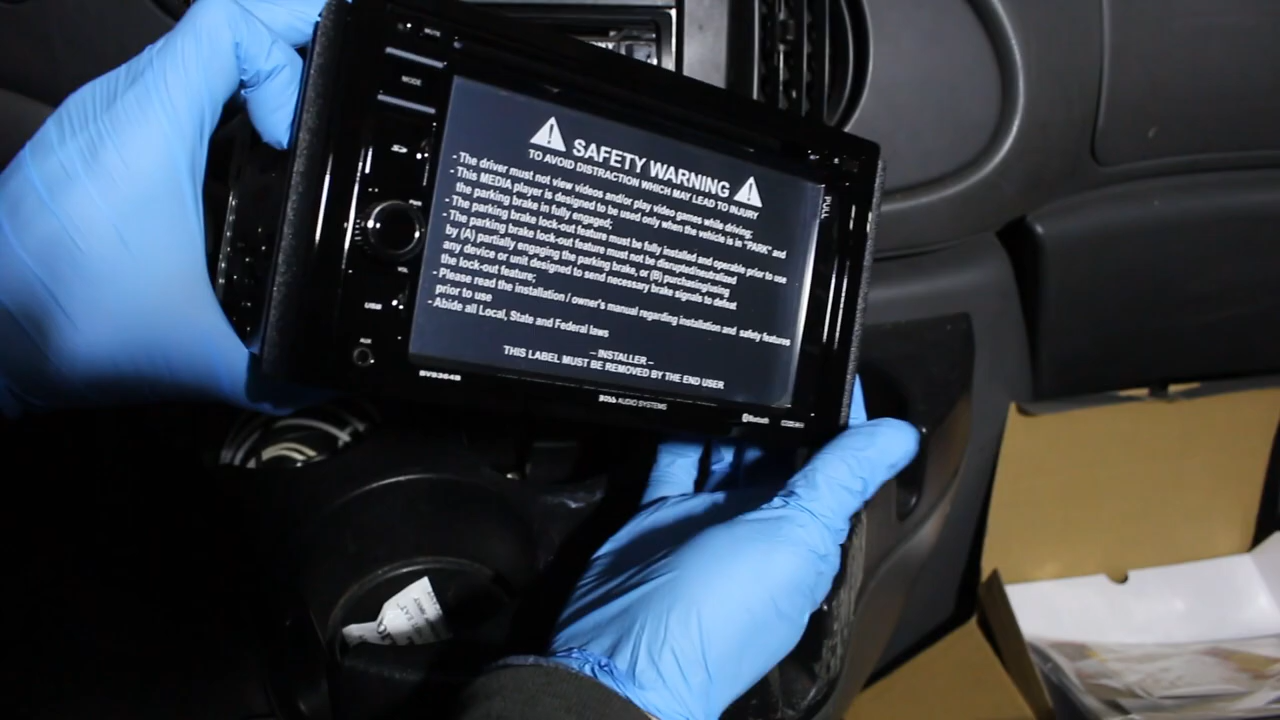 MUTE
MODE
VOL
USB
AUX
SAFETY WARNING
TO AVOID DISTRACTION WHICH MAY LEAD TO INJURY
- The driver must not view videos and/or play video games while driving;
- This MEDIA player is designed to be used only when the vehicle is in "PARK" and
the parking brake in fully engaged;
- The parking brake lock-out feature must be fully installed and operable prior to use
- The parking brake lock-out feature must not be disrupted/neutralized
by (A) partially engaging the parking brake, or (B) purchasing/using
any device or unit designed to send necessary brake signals to defeat
the lock-out feature;
- Please read the installation / owner's manual regarding installation and safety features
prior to use
- Abide all Local, State and Federal laws
– INSTALLER –
THIS LABEL MUST BE REMOVED BY THE END USER
PULL
BV9364B
BOSS AUDIO SYSTEMS
Bluetooth